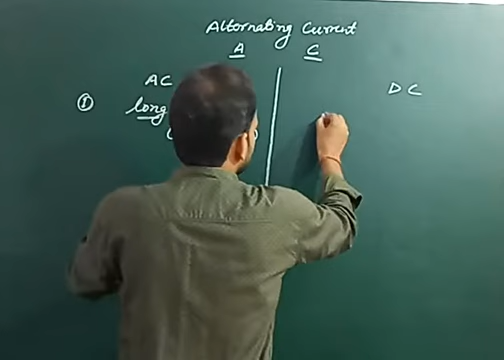 Alternating Current
A C
AC DC
① long